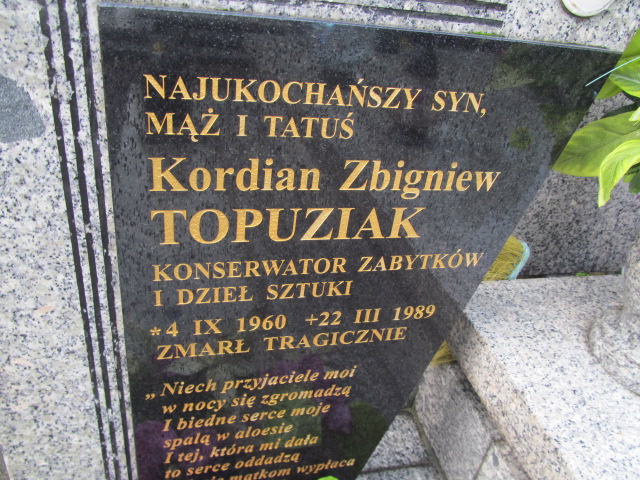 NAJUKOCHAŃSZY SYN,
MĄŻ I TATUŚ
Kordian Zbigniew
TOPUZIAK
KONSERWATOR ZABYTKÓW
I DZIEŁ SZTUKI
*4 IX 1960 +22 III 1989
ZMARŁ TRAGICZNIE
„Niech przyjaciele moi
w nocy się zgromadzą
I biedne serce moje
spalą w aloesie
I tej, która mi dała
to serce oddadzą
matkom wypłaca